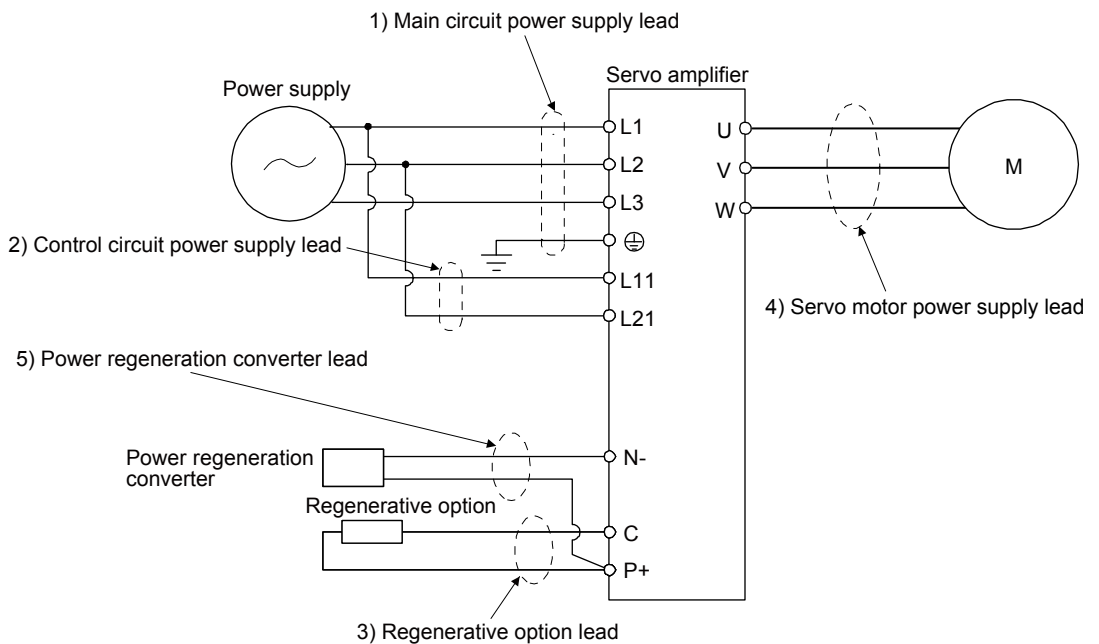 1) Main circuit power supply lead
Servo amplifier
Power supply
L1
U
L2
V
M
L3
W
2) Control circuit power supply lead
L11
L21
4) Servo motor power supply lead
5) Power regeneration converter lead
N-
Power regeneration
converter
Regenerative option
C
P+
3) Regenerative option lead